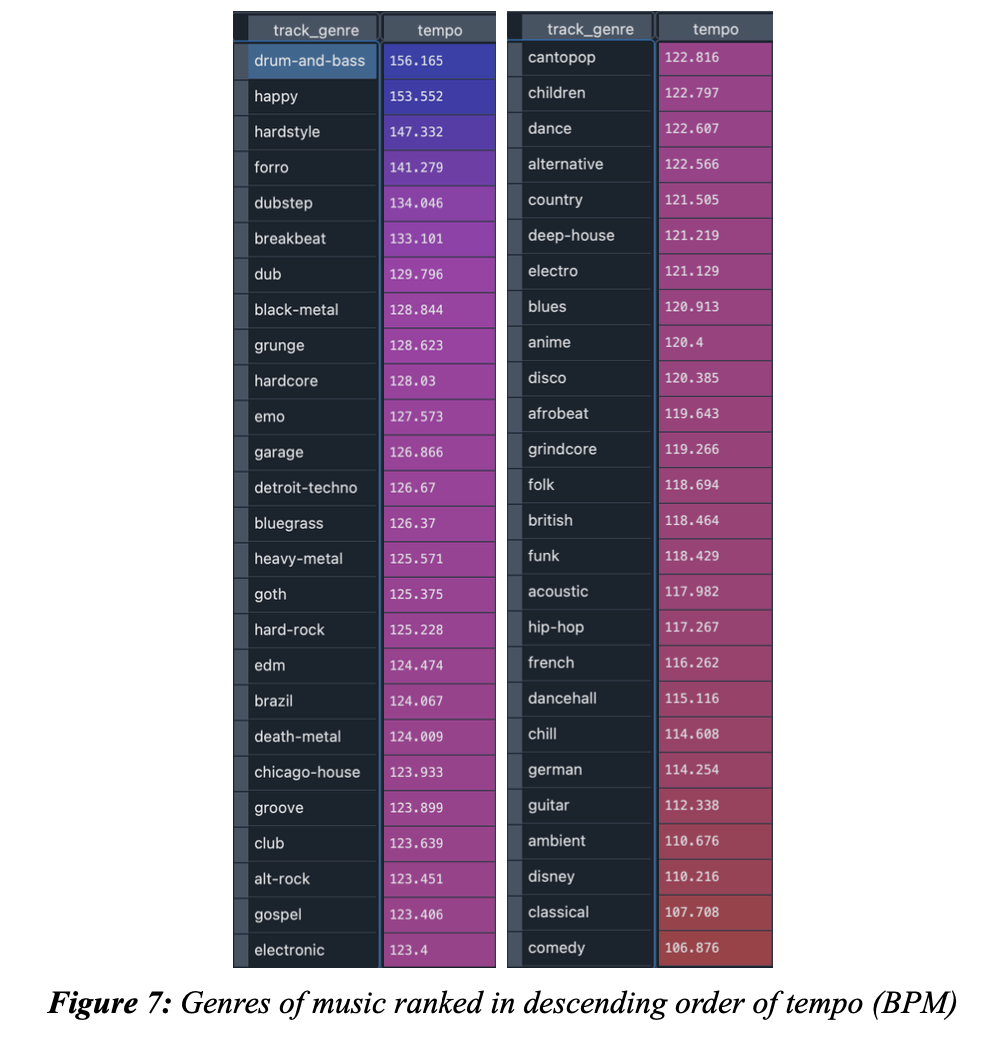 track_genre tempo
drum-and-bass 156.165
happy 153.552
hardstyle 147.332
forro 141.279
dubstep 134.046
breakbeat 133.101
dub 129.796
black-metal 128.844
grunge 128.623
hardcore 128.03
emo 127.573
garage 126.866
detroit-techno 126.67
bluegrass 126.37
heavy-metal 125.571
goth 125.375
hard-rock 125.228
edm 124.474
brazil 124.067
death-metal 124.009
chicago-house 123.933
groove 123.899
club 123.639
alt-rock 123.451
gospel 123.406
electronic 123.4
track_genre tempo
cantopop 122.816
children 122.797
dance 122.607
alternative 122.566
country 121.505
deep-house 121.219
electro 121.129
blues 120.913
anime 120.4
disco 120.385
afrobeat 119.643
grindcore 119.266
folk 118.694
british 118.464
funk 118.429
acoustic 117.982
hip-hop 117.267
french 116.262
dancehall 115.116
chill 114.608
german 114.254
guitar 112.338
ambient 110.676
disney 110.216
classical 107.708
comedy 106.876
Figure 7: Genres of music ranked in descending order of tempo (BPM)